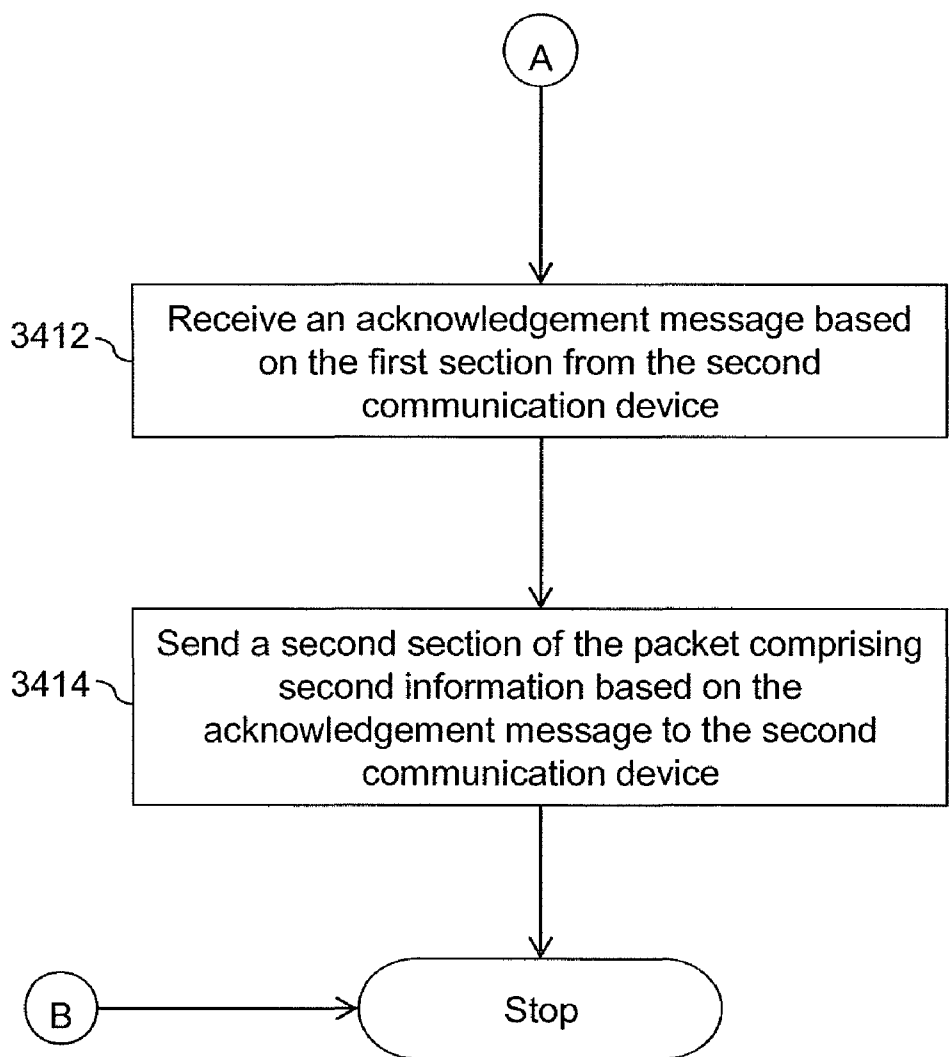 A
3412
Receive an acknowledgement message based
on the first section from the second
communication device
3414
Send a second section of the packet comprising
second information based on the
acknowledgement message to the second
communication device
B
Stop